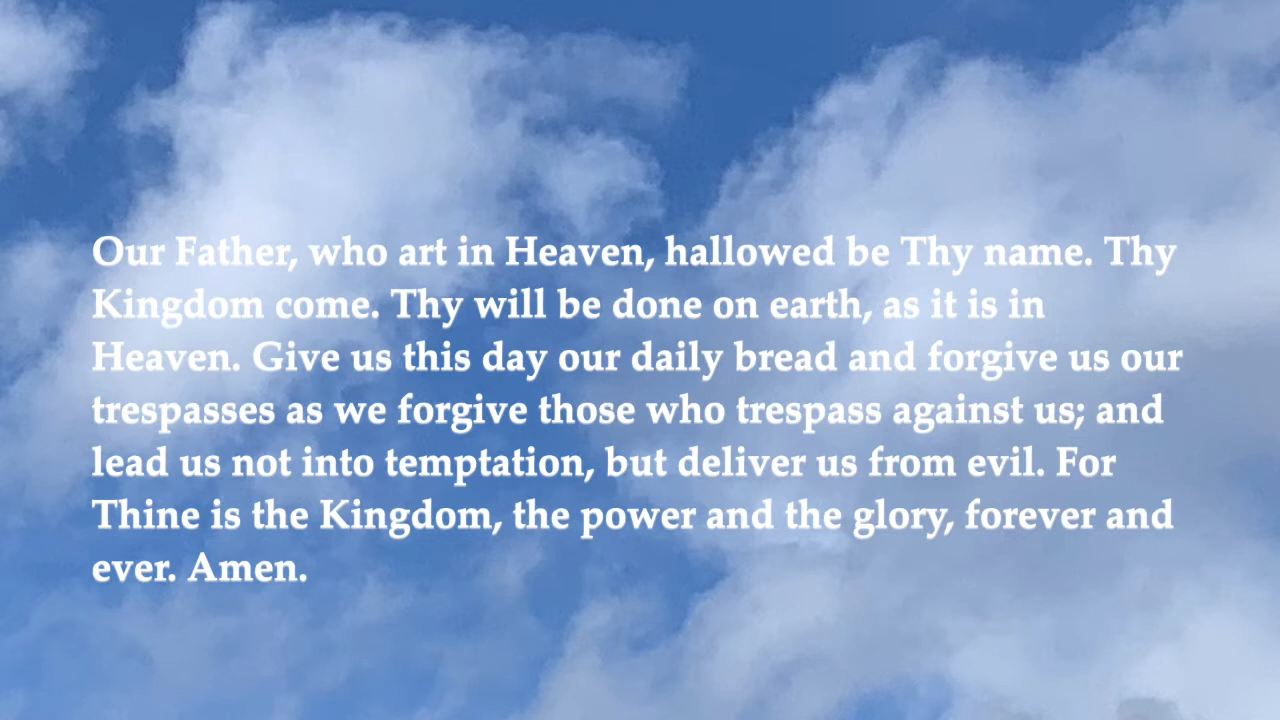 Our Father, who art in Heaven, hallowed be Thy name. Thy
Kingdom come. Thy will be done on earth, as it is in
Heaven. Give us this day our daily bread and forgive us our
trespasses as we forgive those who trespass against us; and
lead us not into temptation, but deliver us from evil. For
Thine is the Kingdom, the power and the glory, forever and
ever. Amen.